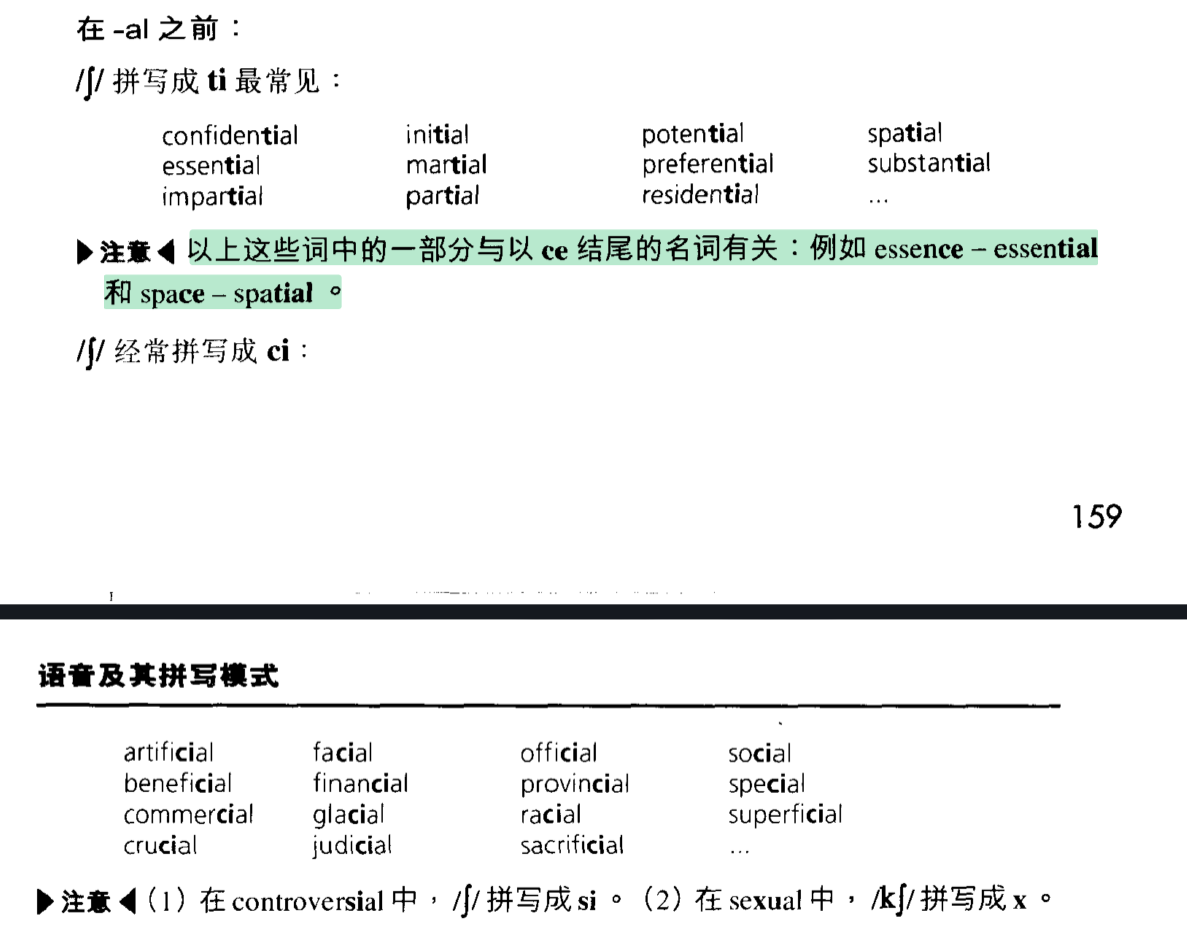 在 -al 之前：
/ʃ/ 拼写成 ti 最常见：
confidential initial potential spatial
essential martial preferential substantial
impartial partial residential ...
▶注意◀ 以上这些词中的一部分与以 ce 结尾的名词有关：例如 essence – essential
和 space – spatial 。
/ʃ/ 经常拼写成 ci：
159
语音及其拼写模式
artificial facial official social
beneficial financial provincial special
commercial glacial racial superficial
crucial judicial sacrificial ...
▶注意◀（1）在 controversial 中，/ʃ/ 拼写成 si 。（2）在 sexual 中，/kʃ/ 拼写成 x 。